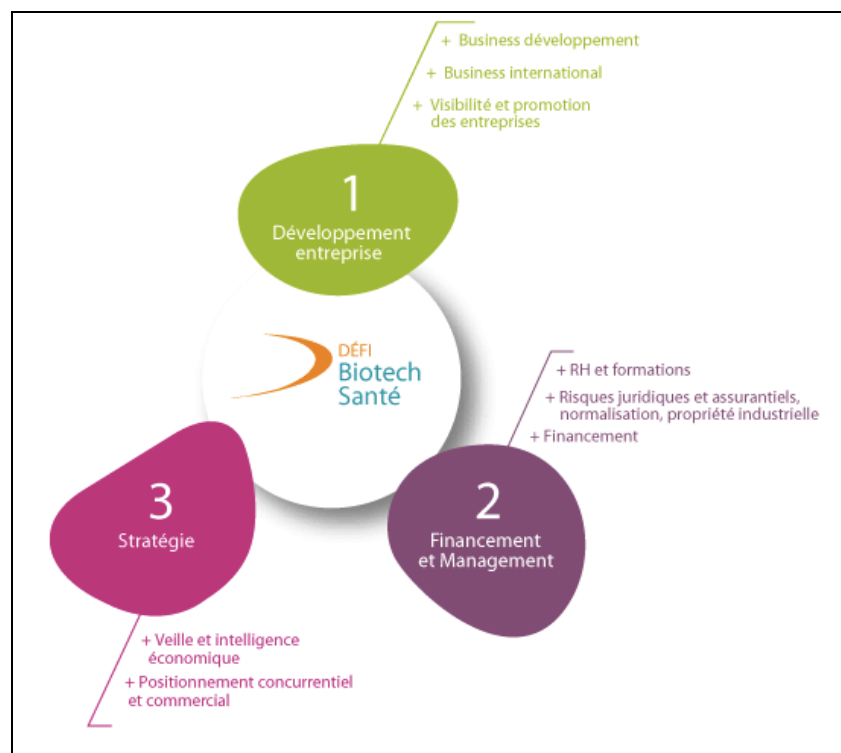 + Business développement
+ Business international
+ Visibilité et promotion
des entreprises
1
Développement
entreprise
DÉFI
Biotech
Santé
+ RH et formations
+ Risques juridiques et assurantiels,
normalisation, propriété industrielle
+ Financement
2
Financement
et Management
3
Stratégie
+ Veille et intelligence
économique
+ Positionnement concurrentiel
et commercial